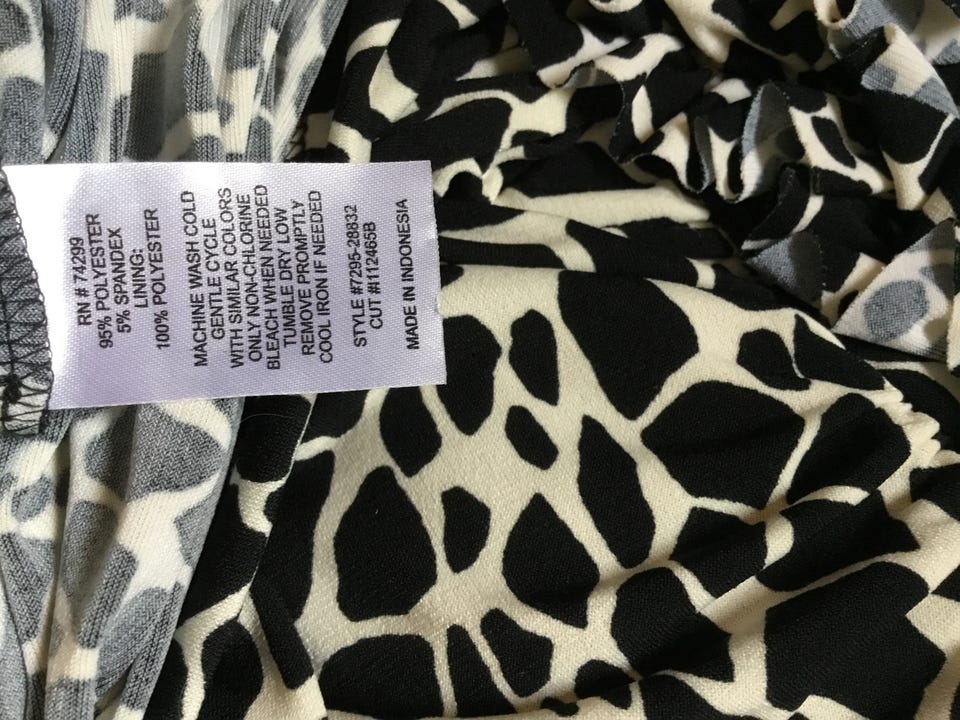 RN # 74299
95% POLYESTER
5% SPANDEX
LINING:
100% POLYESTER
MACHINE WASH COLD
GENTLE CYCLE
WITH SIMILAR COLORS
ONLY NON-CHLORINE
BLEACH WHEN NEEDED
TUMBLE DRY LOW
REMOVE PROMPTLY
COOL IRON IF NEEDED
STYLE #7295-28832
CUT #I11246SB
MADE IN INDONESIA